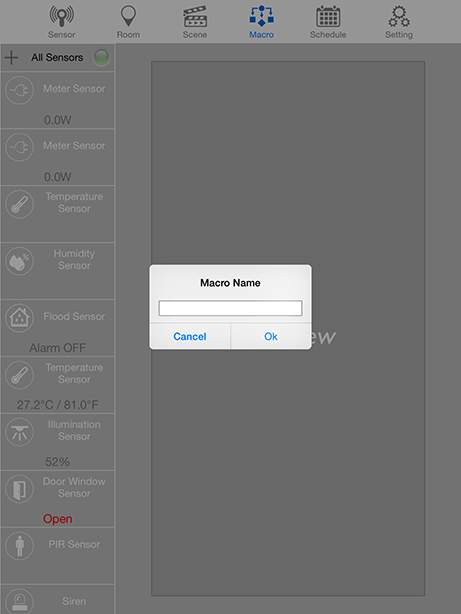 Sensor Room Scene Macro Schedule Setting
All Sensors
Meter Sensor
0.0W
Meter Sensor
0.0W
Temperature
Sensor
Humidity
Sensor
Flood Sensor
Alarm OFF
Temperature
Sensor
27.2°C / 81.0°F
Illumination
Sensor
52%
Door Window
Sensor
Open
PIR Sensor
Siren
Macro Name
Cancel Ok